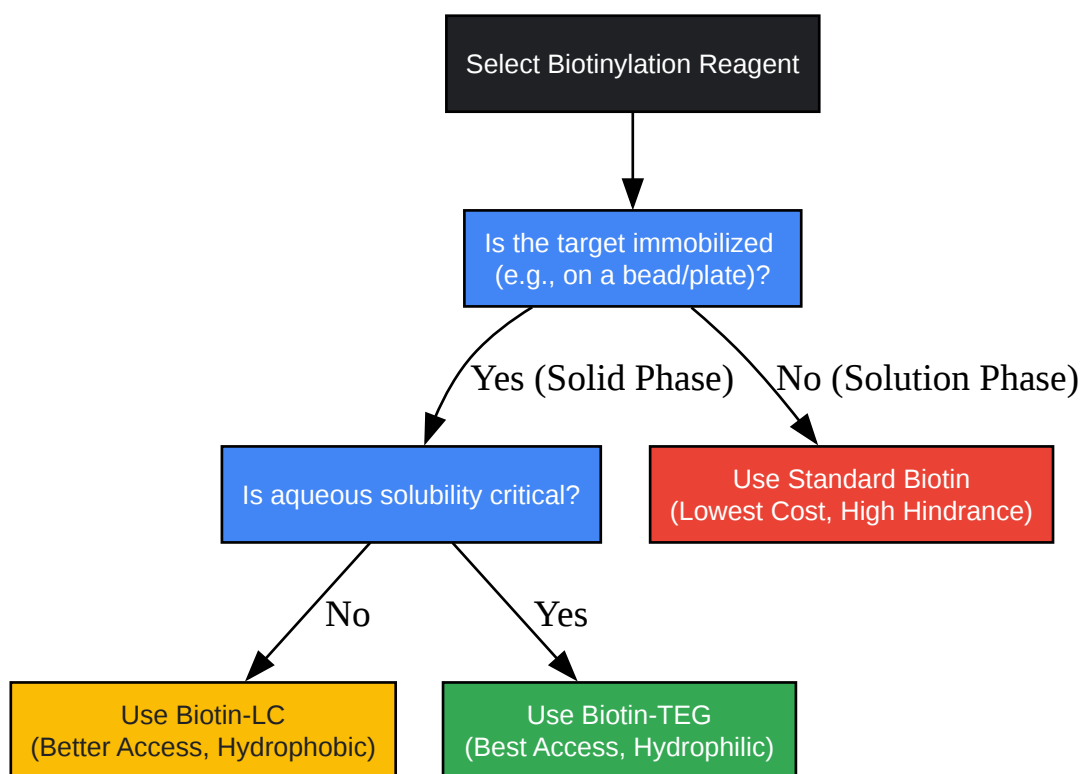 Select Biotinylation Reagent
Is the target immobilized
(e.g., on a bead/plate)?
Yes (Solid Phase)
No (Solution Phase)
Is aqueous solubility critical?
Use Standard Biotin
(Lowest Cost, High Hindrance)
No
Yes
Use Biotin-LC
(Better Access, Hydrophobic)
Use Biotin-TEG
(Best Access, Hydrophilic)